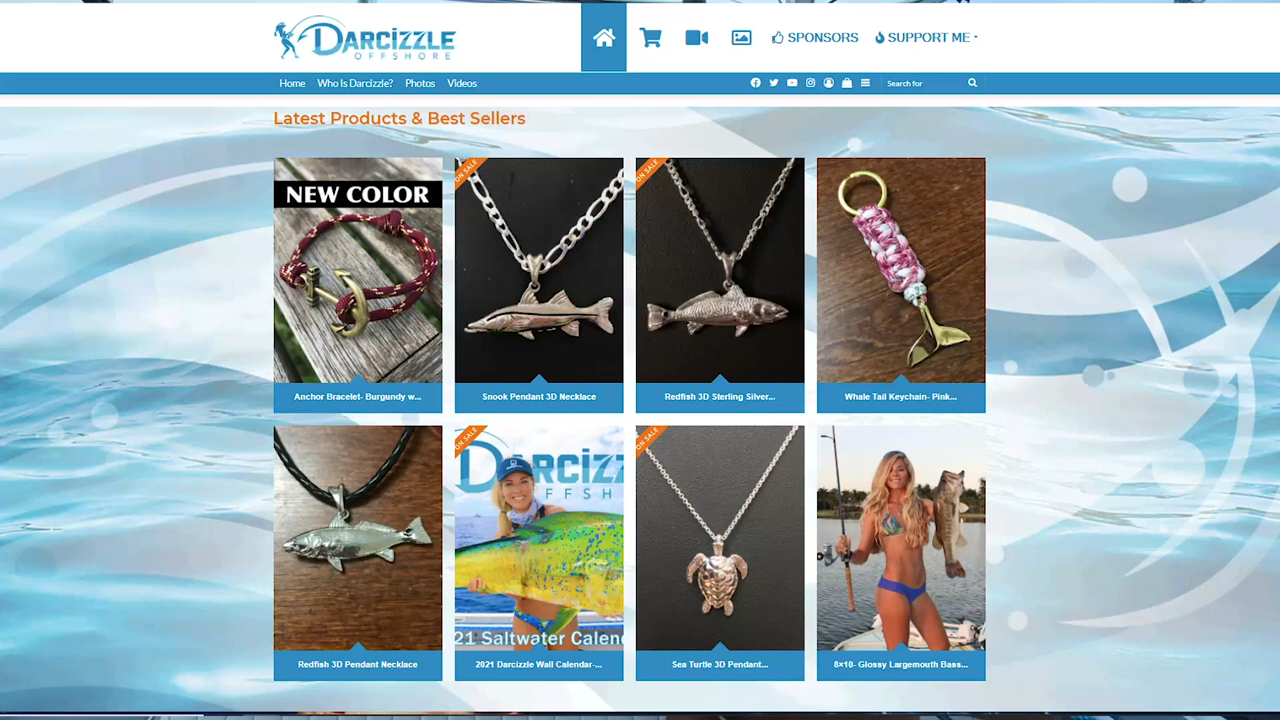 DARCIZZLE
OFFSHORE
SPONSORS
SUPPORT ME
Home Who Is Darcizzle? Photos Videos
Search for
Latest Products & Best Sellers
NEW COLOR
ON SALE
ON SALE
Anchor Bracelet- Burgundy w...
Snook Pendant 3D Necklace
Redfish 3D Sterling Silver...
Whale Tail Keychain- Pink...
ON SALE
DARCIZZ
OFFSH
21 Saltwater Calen
ON SALE
Redfish 3D Pendant Necklace
2021 Darcizzle Wall Calendar-...
Sea Turtle 3D Pendant...
8×10- Glossy Largemouth Bass...